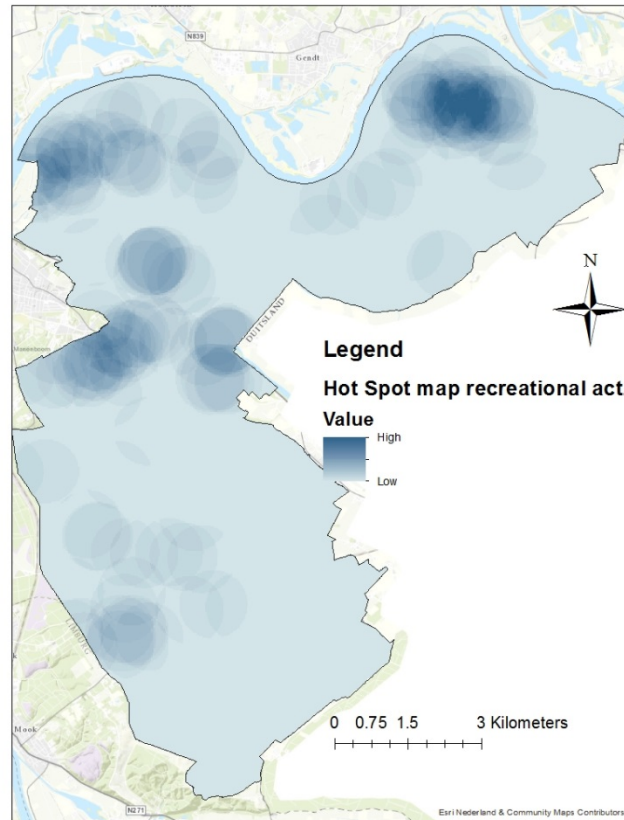 N839
Gendt
DUITSLAND
N
Legend
Hot Spot map recreational act.
Value
High
Low
LIMBURG
Mook
N271
0 0.75 1.5 3 Kilometers
Esri Nederland & Community Maps Contributors